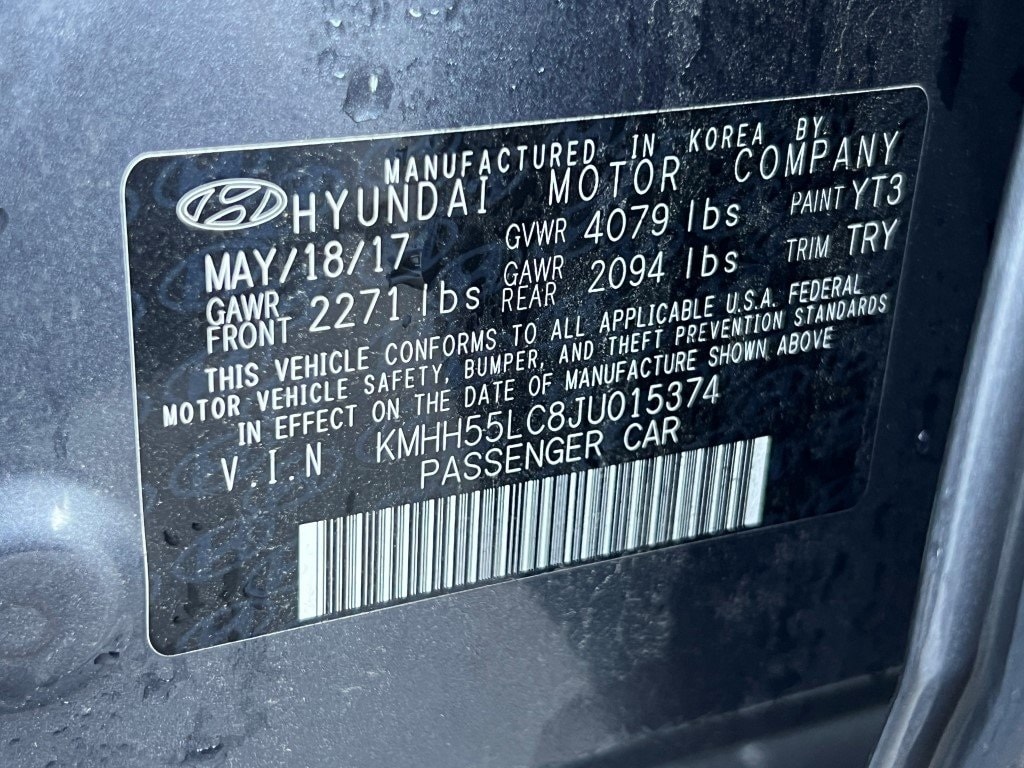 MANUFACTURED IN KOREA BY
HYUNDAI MOTOR COMPANY
MAY/18/17 GVWR 4079 lbs PAINT YT3
GAWR FRONT 2271 lbs GAWR REAR 2094 lbs TRIM TRY
THIS VEHICLE CONFORMS TO ALL APPLICABLE U.S.A. FEDERAL
MOTOR VEHICLE SAFETY, BUMPER, AND THEFT PREVENTION STANDARDS
IN EFFECT ON THE DATE OF MANUFACTURE SHOWN ABOVE
V.I.N KMHH55LC8JU015374
PASSENGER CAR